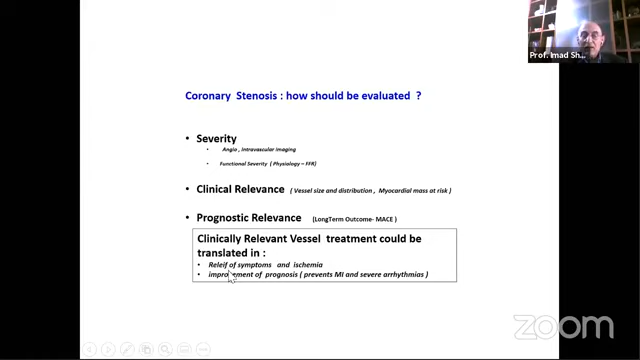 Prof. Imad Sh...
Coronary Stenosis : how should be evaluated ?
• Severity
• Angio , intravascular imaging
• Functional Severity ( Physiology – FFR)
• Clinical Relevance ( Vessel size and distribution , Myocardial mass at risk )
• Prognostic Relevance (LongTerm Outcome- MACE )
Clinically Relevant Vessel treatment could be
translated in :
• Releif of symptoms and ischemia
• improvement of prognosis ( prevents MI and severe arrhythmias )
zoom